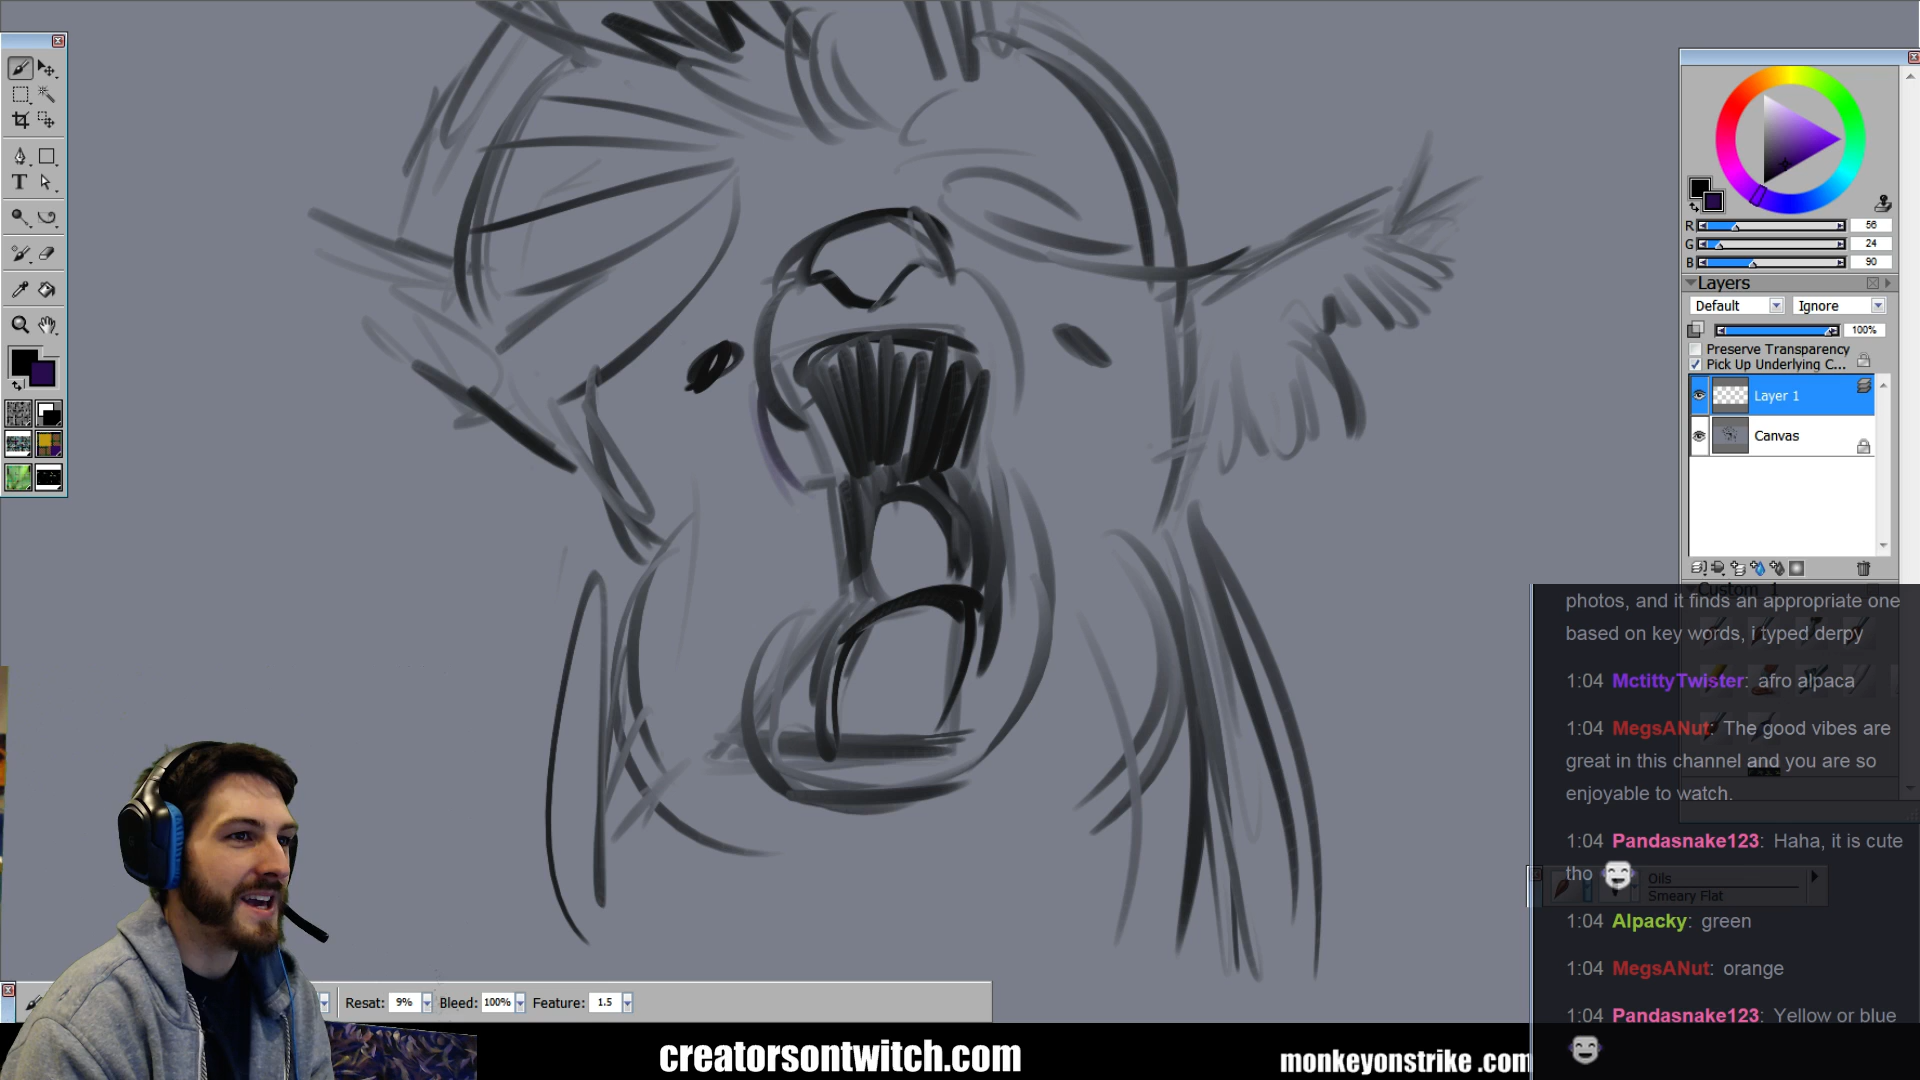 T
R 56
G 24
B 90
Layers
Default Ignore
100%
Preserve Transparency
Pick Up Underlying C...
Layer 1
Canvas
Custom 1
photos, and it finds an appropriate one
based on key words, i typed derpy
1:04 MctittyTwister: afro alpaca
1:04 MegsANut: The good vibes are
great in this channel and you are so
enjoyable to watch.
1:04 Pandasnake123: Haha, it is cute
tho
Oils
Smeary Flat
1:04 Alpacky: green
1:04 MegsANut: orange
1:04 Pandasnake123: Yellow or blue
Resat: 9% Bleed: 100% Feature: 1.5
creatorsontwitch.com
monkeyonstrike .com